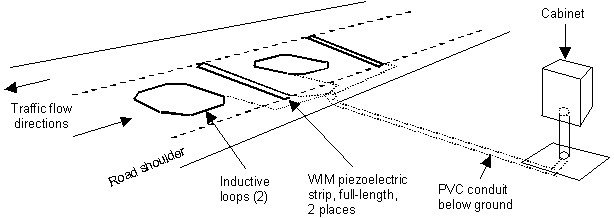 Cabinet
Traffic flow
directions
Road shoulder
Inductive
loops (2)
WIM piezoelectric
strip, full-length,
2 places
PVC conduit
below ground